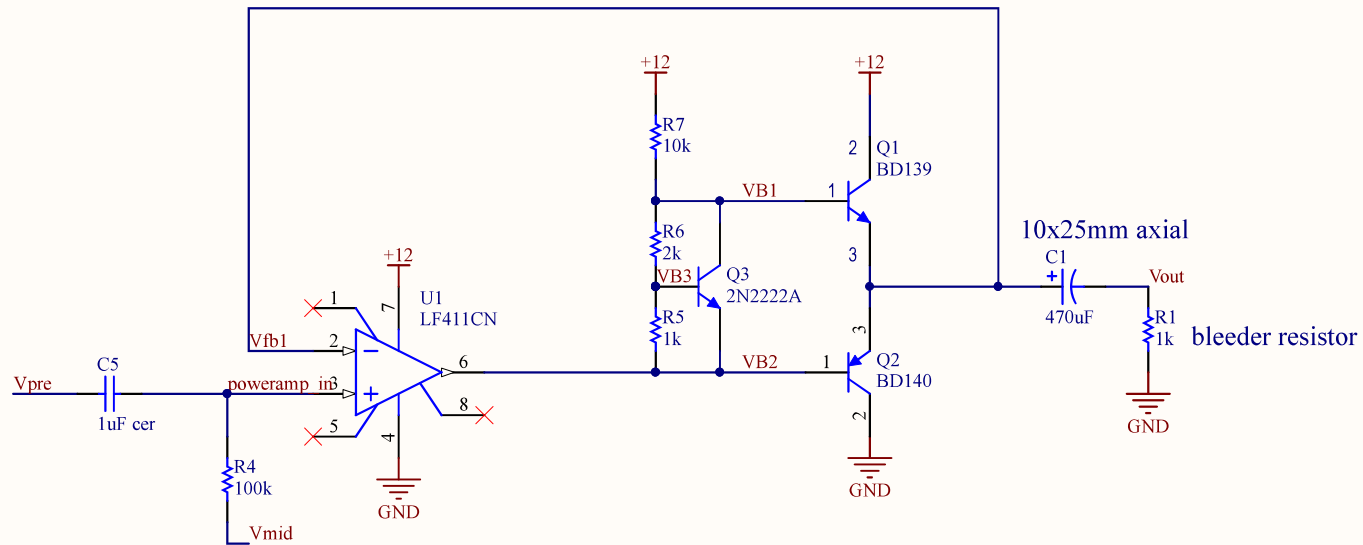 +12
+12
R7
10k
2
Q1
BD139
VB1
1
R6
2k
3
10x25mm axial
C1
+
Vout
470uF
VB3
Q3
2N2222A
+12
1
7
U1
LF411CN
R5
1k
R1
1k
bleeder resistor
Vfb1
2
6
VB2
1
3
Q2
BD140
2
C5
Vpre
1uF cer
poweramp_in
3
8
5
4
GND
GND
GND
R4
100k
Vmid